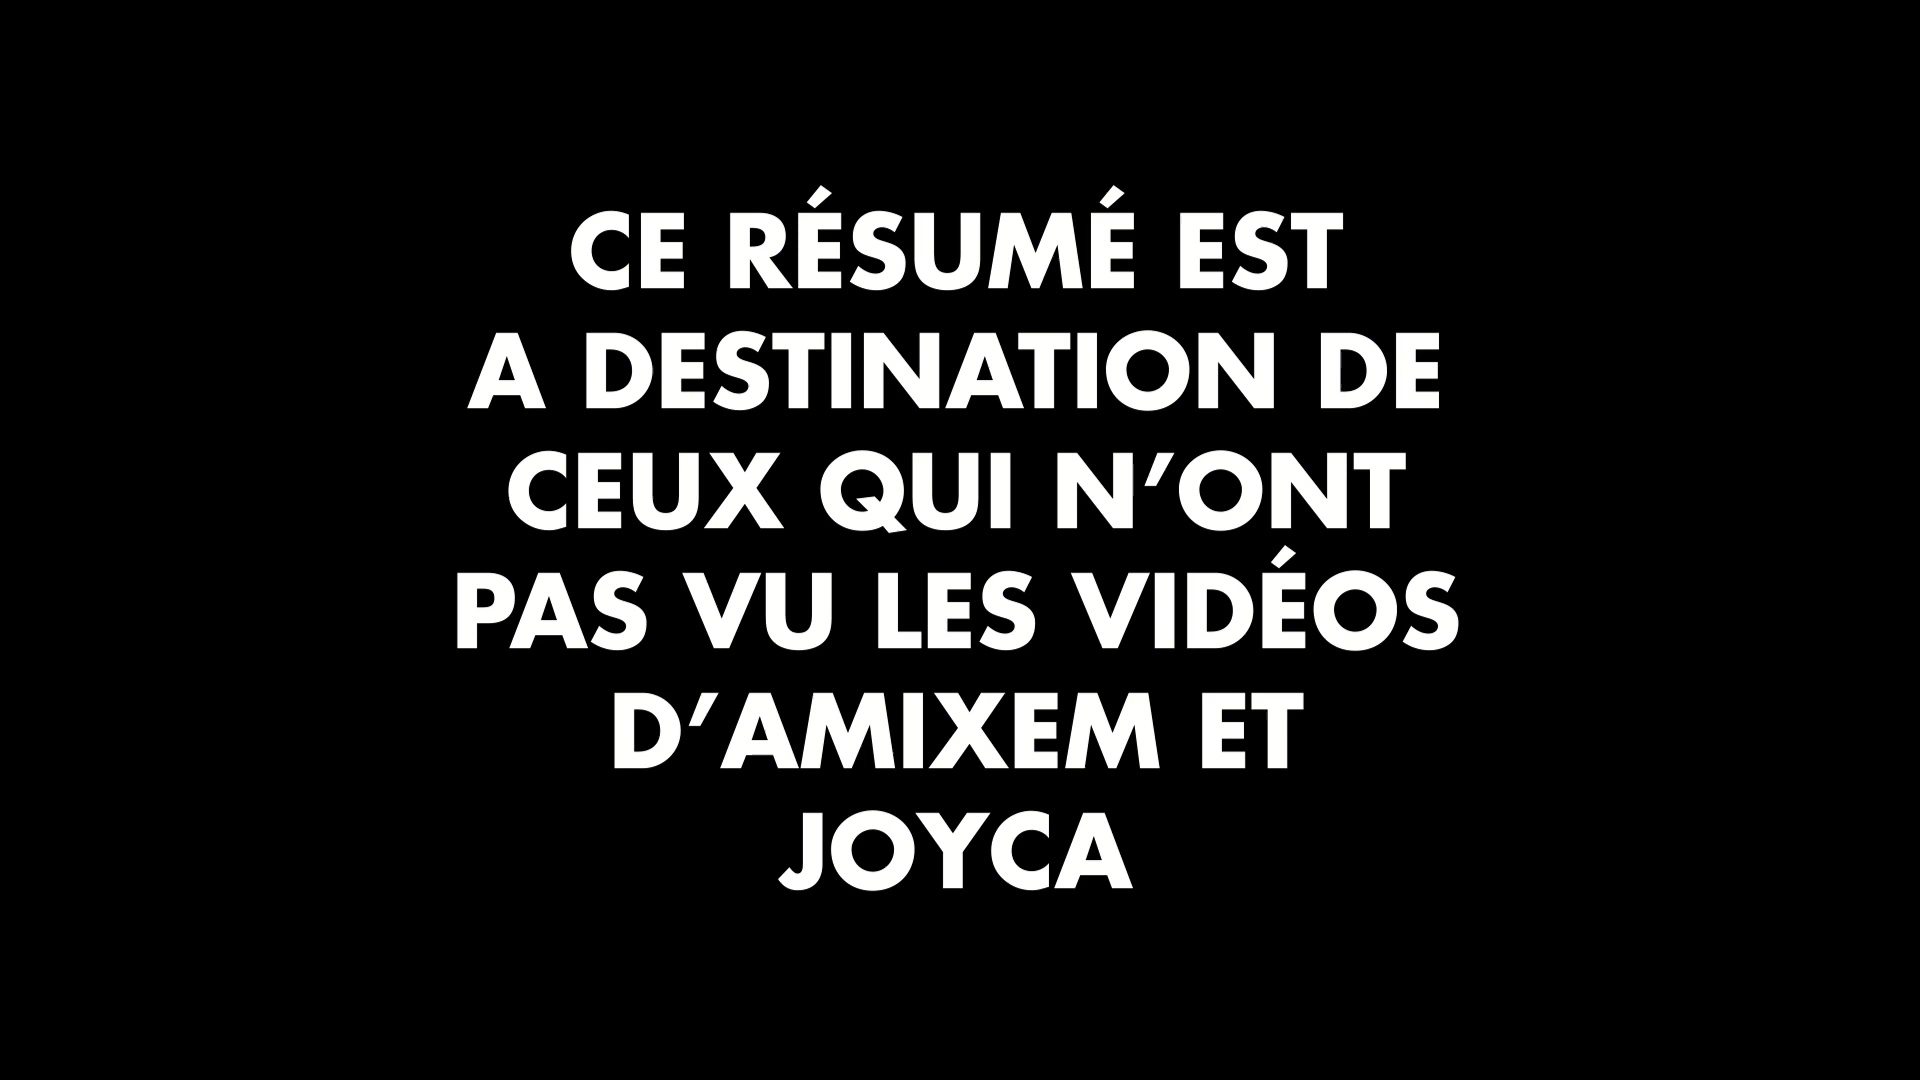 CE RÉSUMÉ EST
A DESTINATION DE
CEUX QUI N’ONT
PAS VU LES VIDÉOS
D’AMIXEM ET
JOYCA